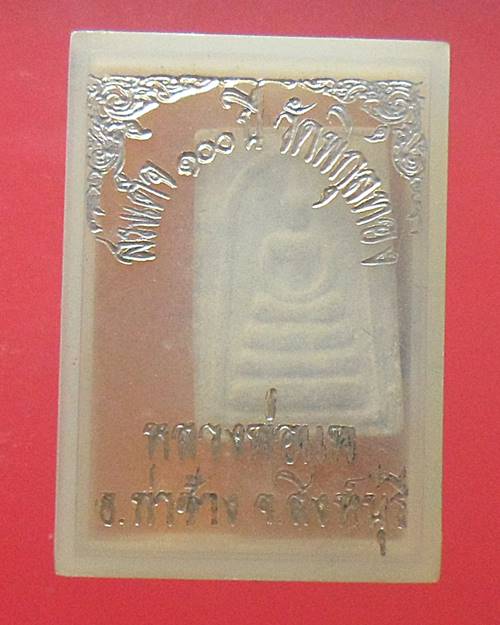 สมเด็จ ๑๐๐ ปี วัดพิกุลทอง
หลวงพ่อแพ
อ.ท่าช้าง จ.สิงห์บุรี